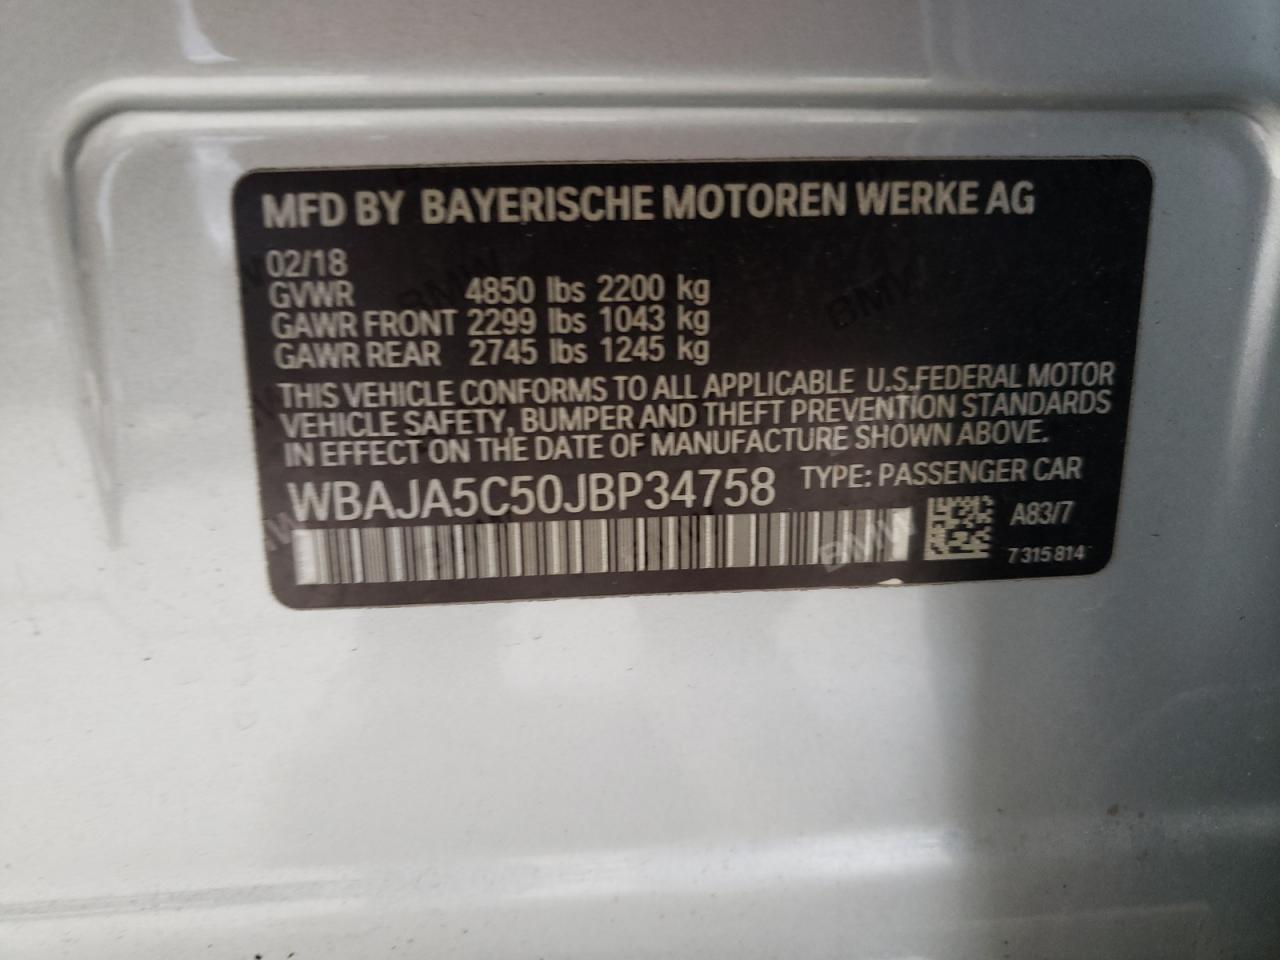 MFD BY BAYERISCHE MOTOREN WERKE AG
02/18
GVWR 4850 lbs 2200 kg
GAWR FRONT 2299 lbs 1043 kg
GAWR REAR 2745 lbs 1245 kg
THIS VEHICLE CONFORMS TO ALL APPLICABLE U.S.FEDERAL MOTOR
VEHICLE SAFETY, BUMPER AND THEFT PREVENTION STANDARDS
IN EFFECT ON THE DATE OF MANUFACTURE SHOWN ABOVE.
WBAJA5C50JBP34758 TYPE: PASSENGER CAR
A83/7
7 315 814
BMW
BMW
BMW